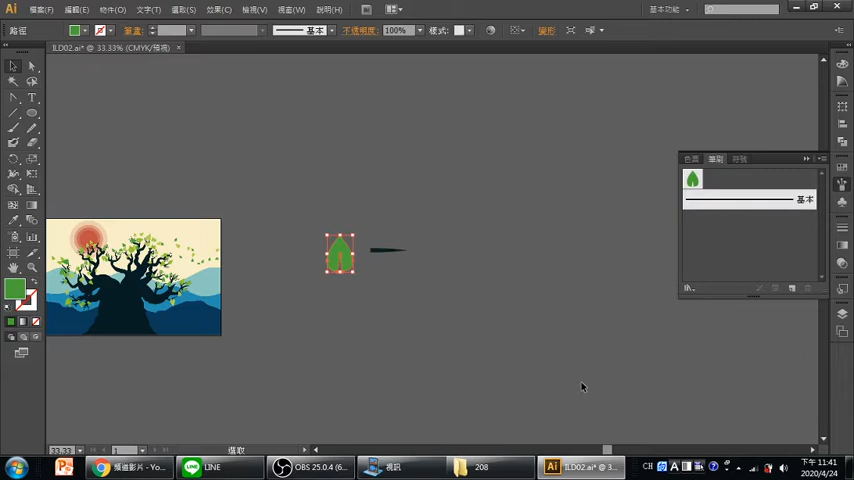 Ai 檔案(F) 編輯(E) 物件(O) 文字(T) 選取(S) 效果(C) 檢視(V) 視窗(W) 說明(H) 基本功能
路徑 筆畫: 基本 不透明度: 100% 樣式: 變形
ILD02.ai* @ 33.33% (CMYK/預視) ×
色票 筆刷 符號
基本
33.33 1 選取
頻道影片 - Yo... LINE OBS 25.0.4 (6... 視訊 208 Ai ILD02.ai* @ 3... CH 下午 11:41
2020/4/24